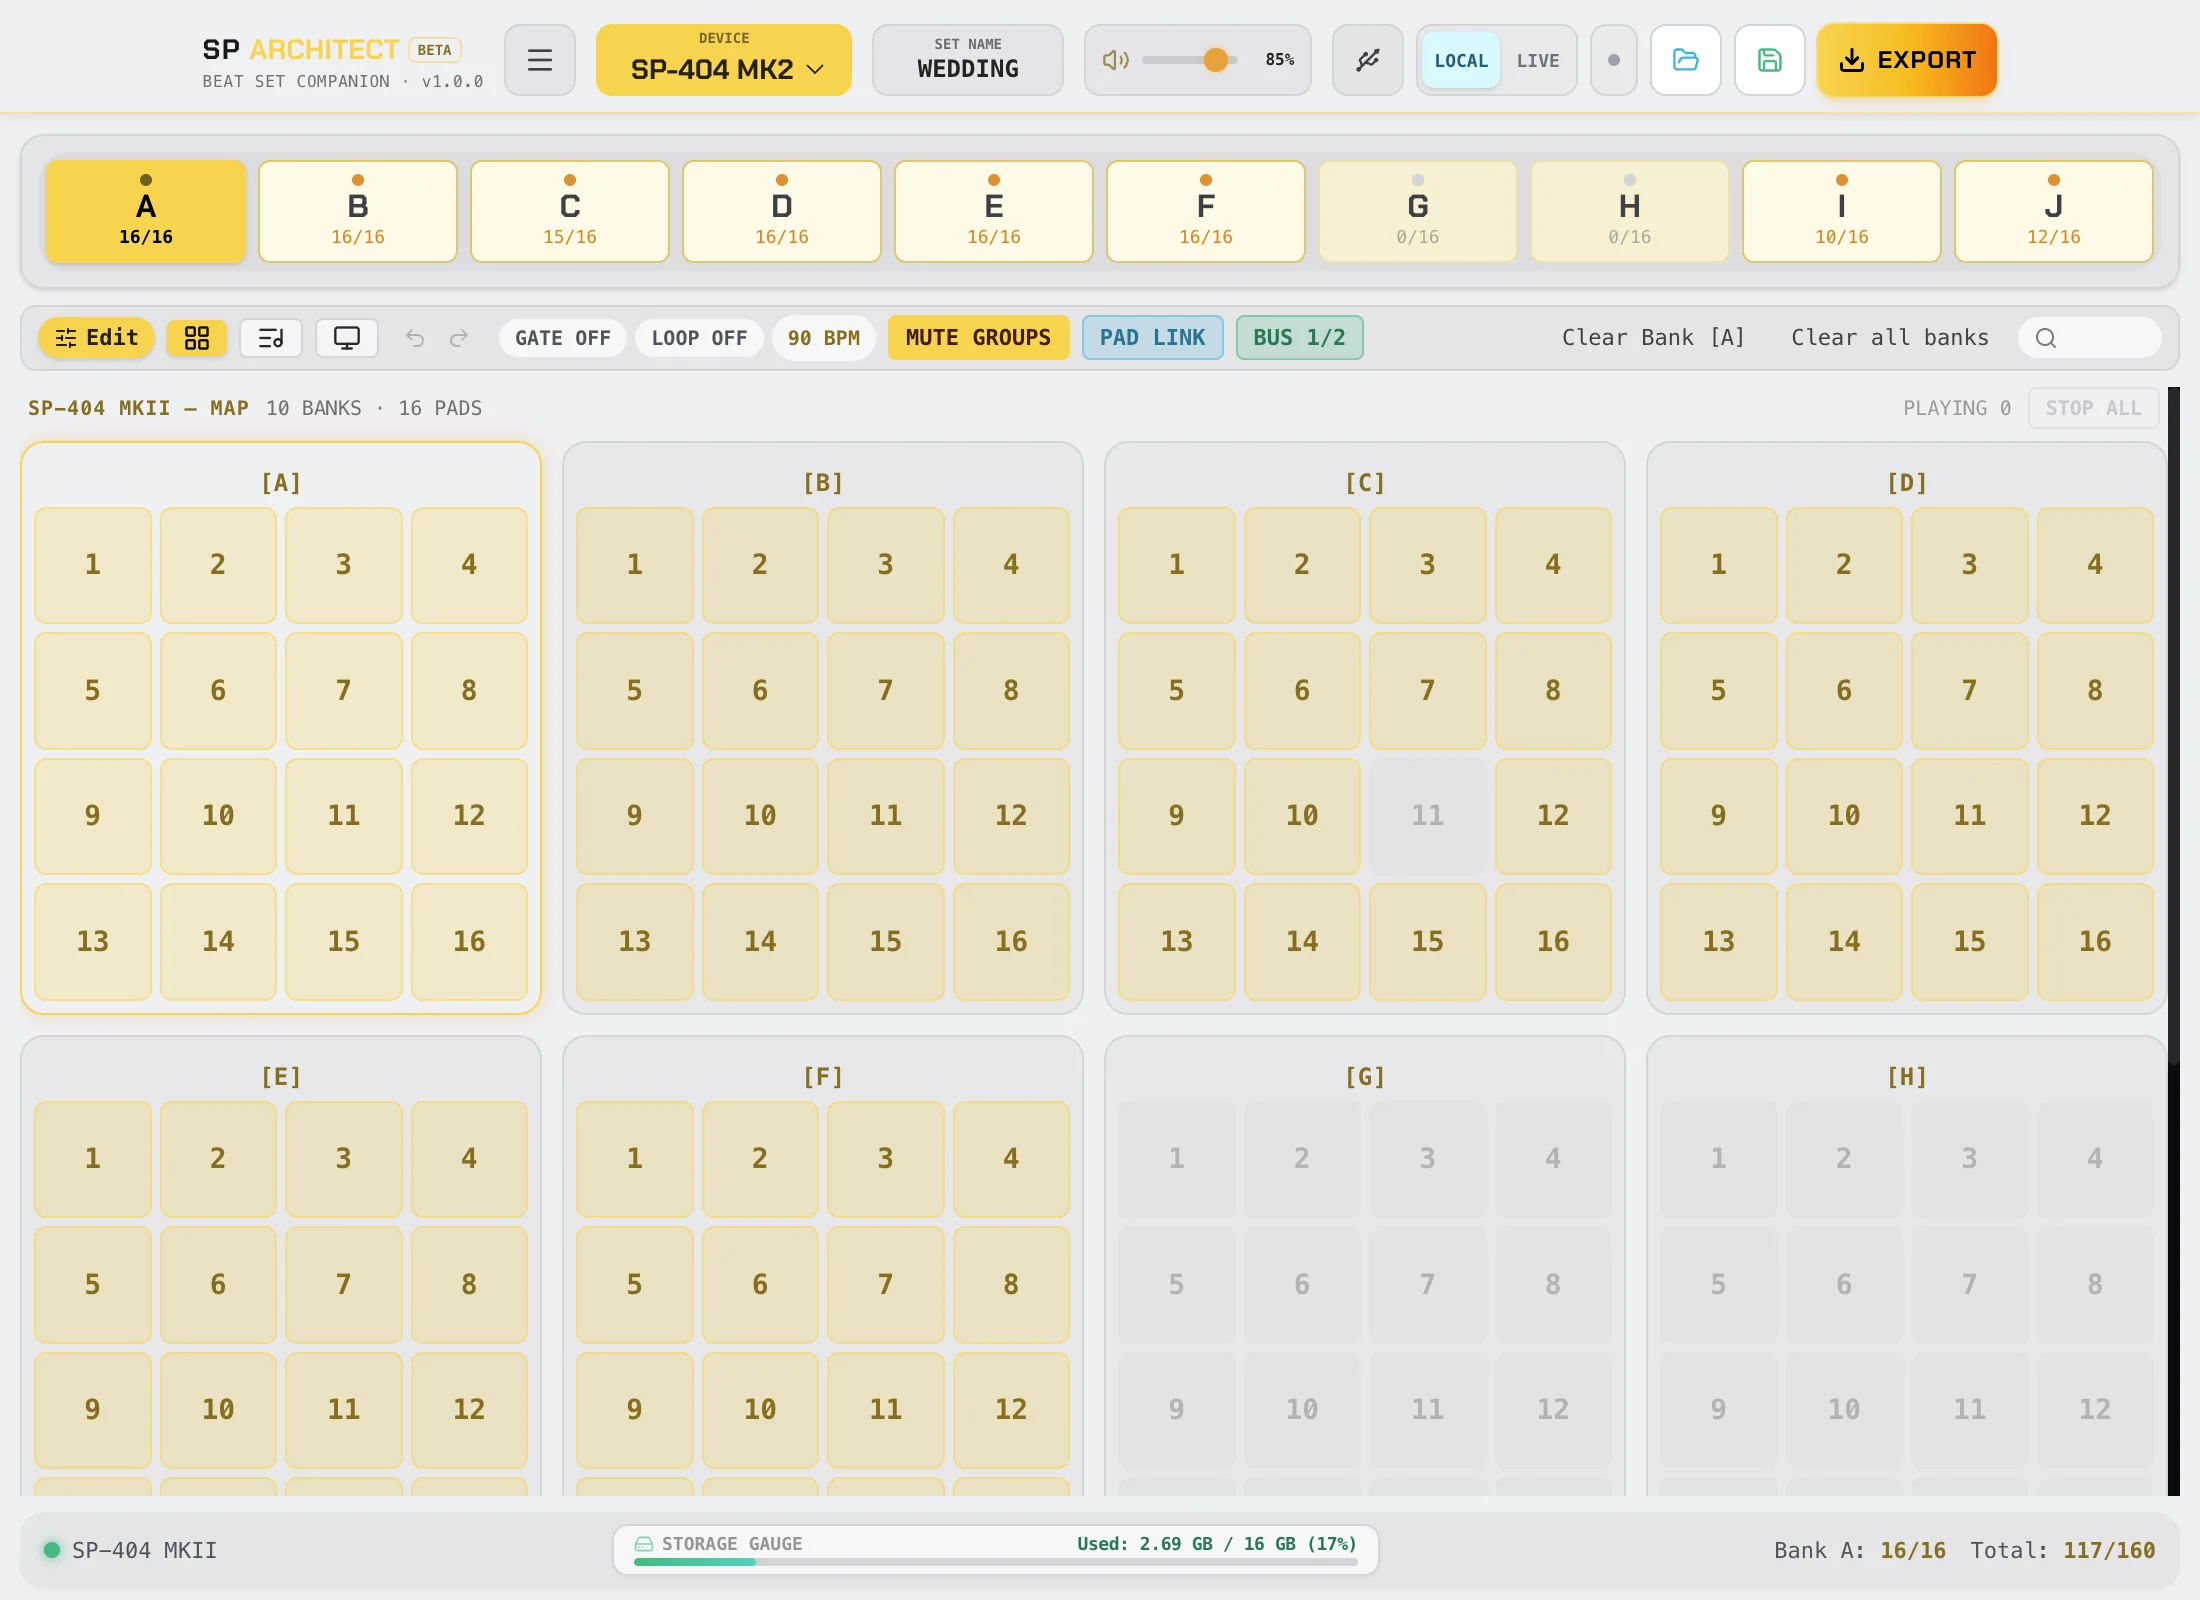 SP ARCHITECT BETA
BEAT SET COMPANION · v1.0.0
DEVICE
SP-404 MK2
SET NAME
WEDDING
85%
LOCAL LIVE
EXPORT
A B C D E F G H I J
16/16 16/16 15/16 16/16 16/16 16/16 0/16 0/16 10/16 12/16
Edit GATE OFF LOOP OFF 90 BPM MUTE GROUPS PAD LINK BUS 1/2 Clear Bank [A] Clear all banks
SP-404 MKII — MAP 10 BANKS · 16 PADS PLAYING 0 STOP ALL
[A] [B] [C] [D]
1 2 3 4 1 2 3 4 1 2 3 4 1 2 3 4
5 6 7 8 5 6 7 8 5 6 7 8 5 6 7 8
9 10 11 12 9 10 11 12 9 10 11 12 9 10 11 12
13 14 15 16 13 14 15 16 13 14 15 16 13 14 15 16
[E] [F] [G] [H]
1 2 3 4 1 2 3 4 1 2 3 4 1 2 3 4
5 6 7 8 5 6 7 8 5 6 7 8 5 6 7 8
9 10 11 12 9 10 11 12 9 10 11 12 9 10 11 12
SP-404 MKII
STORAGE GAUGE Used: 2.69 GB / 16 GB (17%)
Bank A: 16/16 Total: 117/160